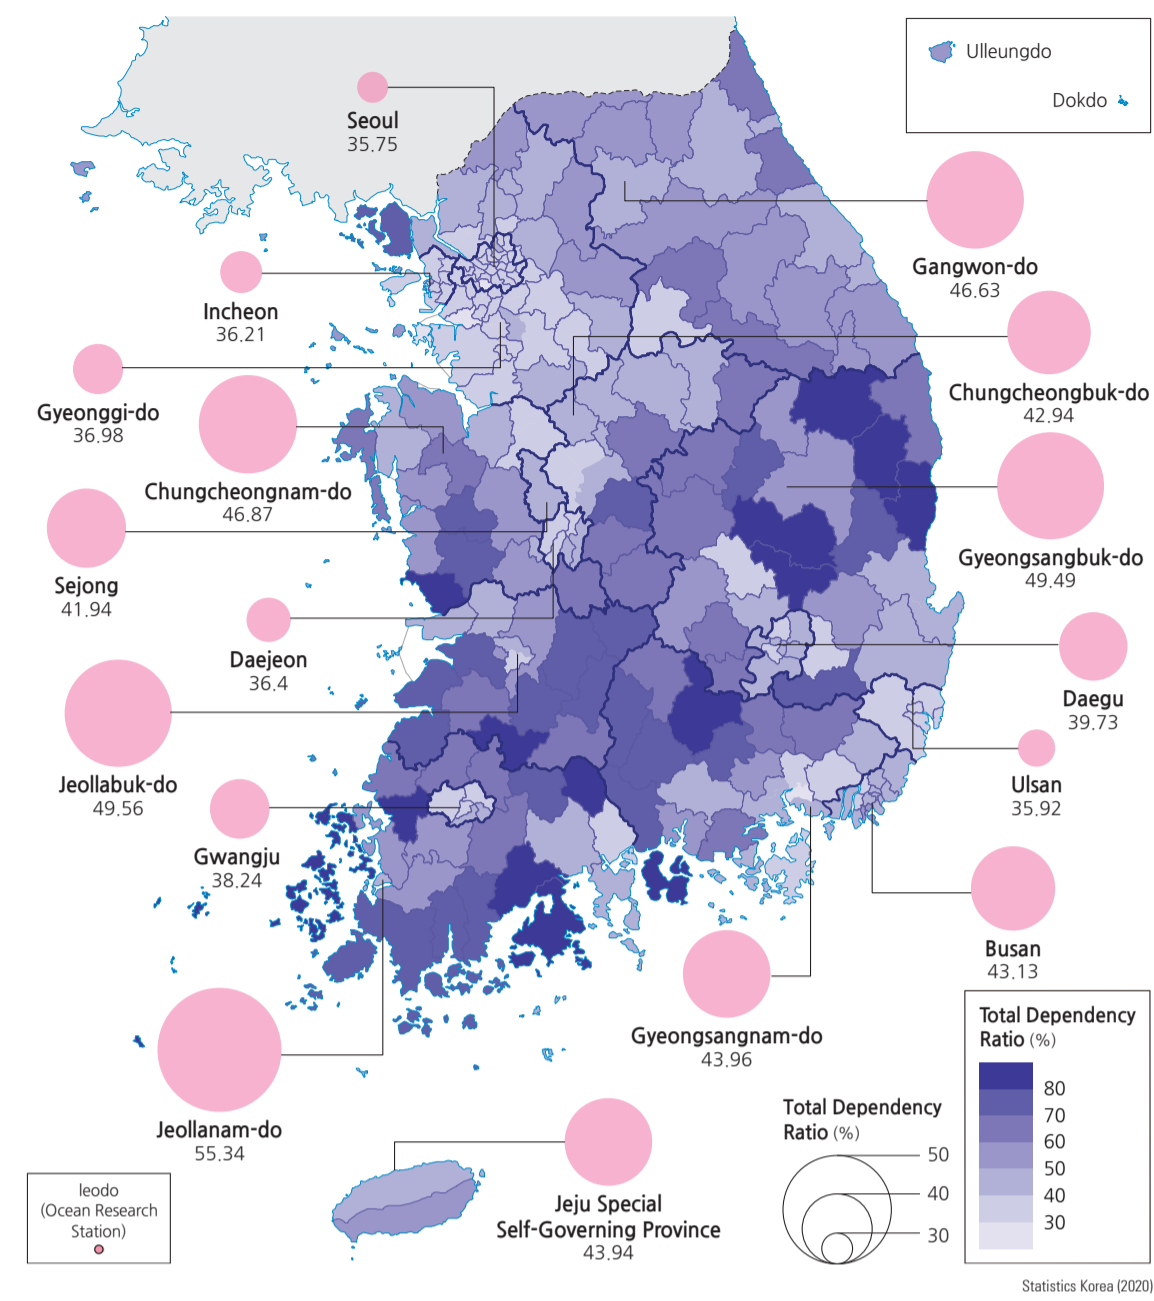 Ulleungdo
Dokdo
Seoul
35.75
Gangwon-do
46.63
Incheon
36.21
Chungcheongbuk-do
42.94
Gyeonggi-do
36.98
Chungcheongnam-do
46.87
Gyeongsangbuk-do
49.49
Sejong
41.94
Daejeon
36.4
Daegu
39.73
Jeollabuk-do
49.56
Ulsan
35.92
Gwangju
38.24
Busan
43.13
Gyeongsangnam-do
43.96
Jeollanam-do
55.34
Jeju Special
Self-Governing Province
43.94
Ieodo
(Ocean Research
Station)
Total Dependency
Ratio (%)
50
40
30
Total Dependency
Ratio (%)
80
70
60
50
40
30
Statistics Korea (2020)